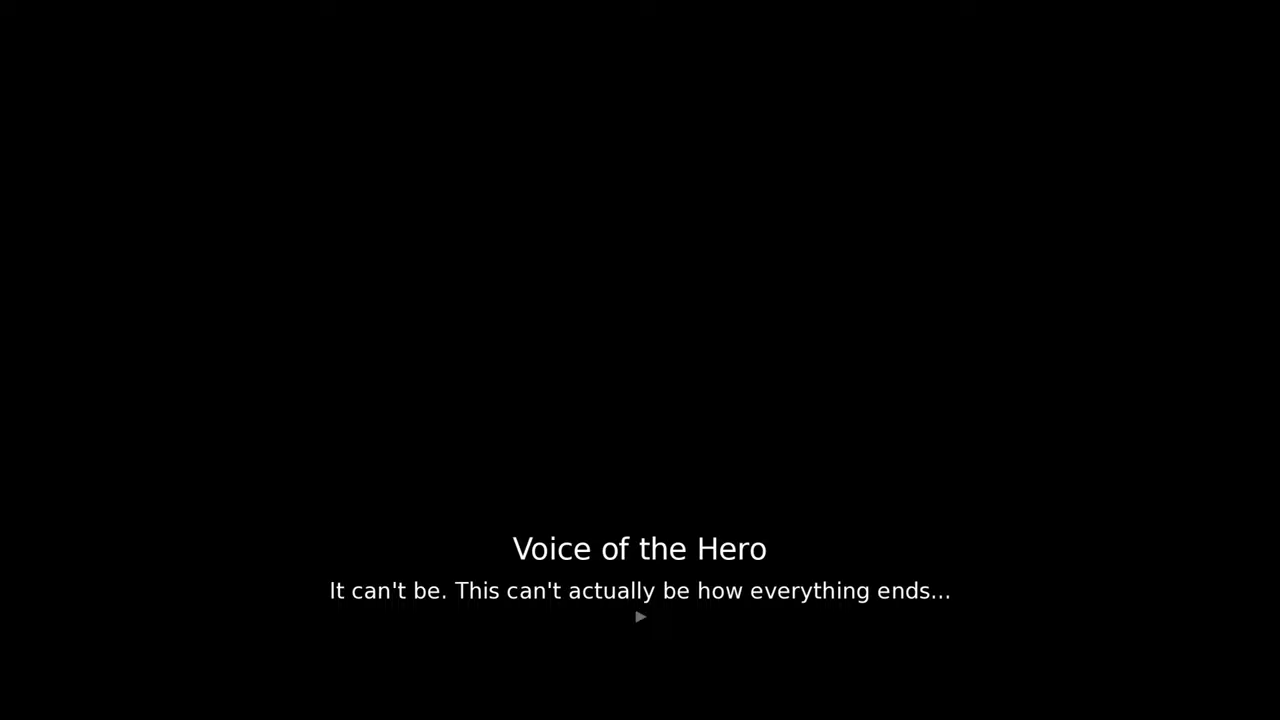 Voice of the Hero
It can't be. This can't actually be how everything ends...